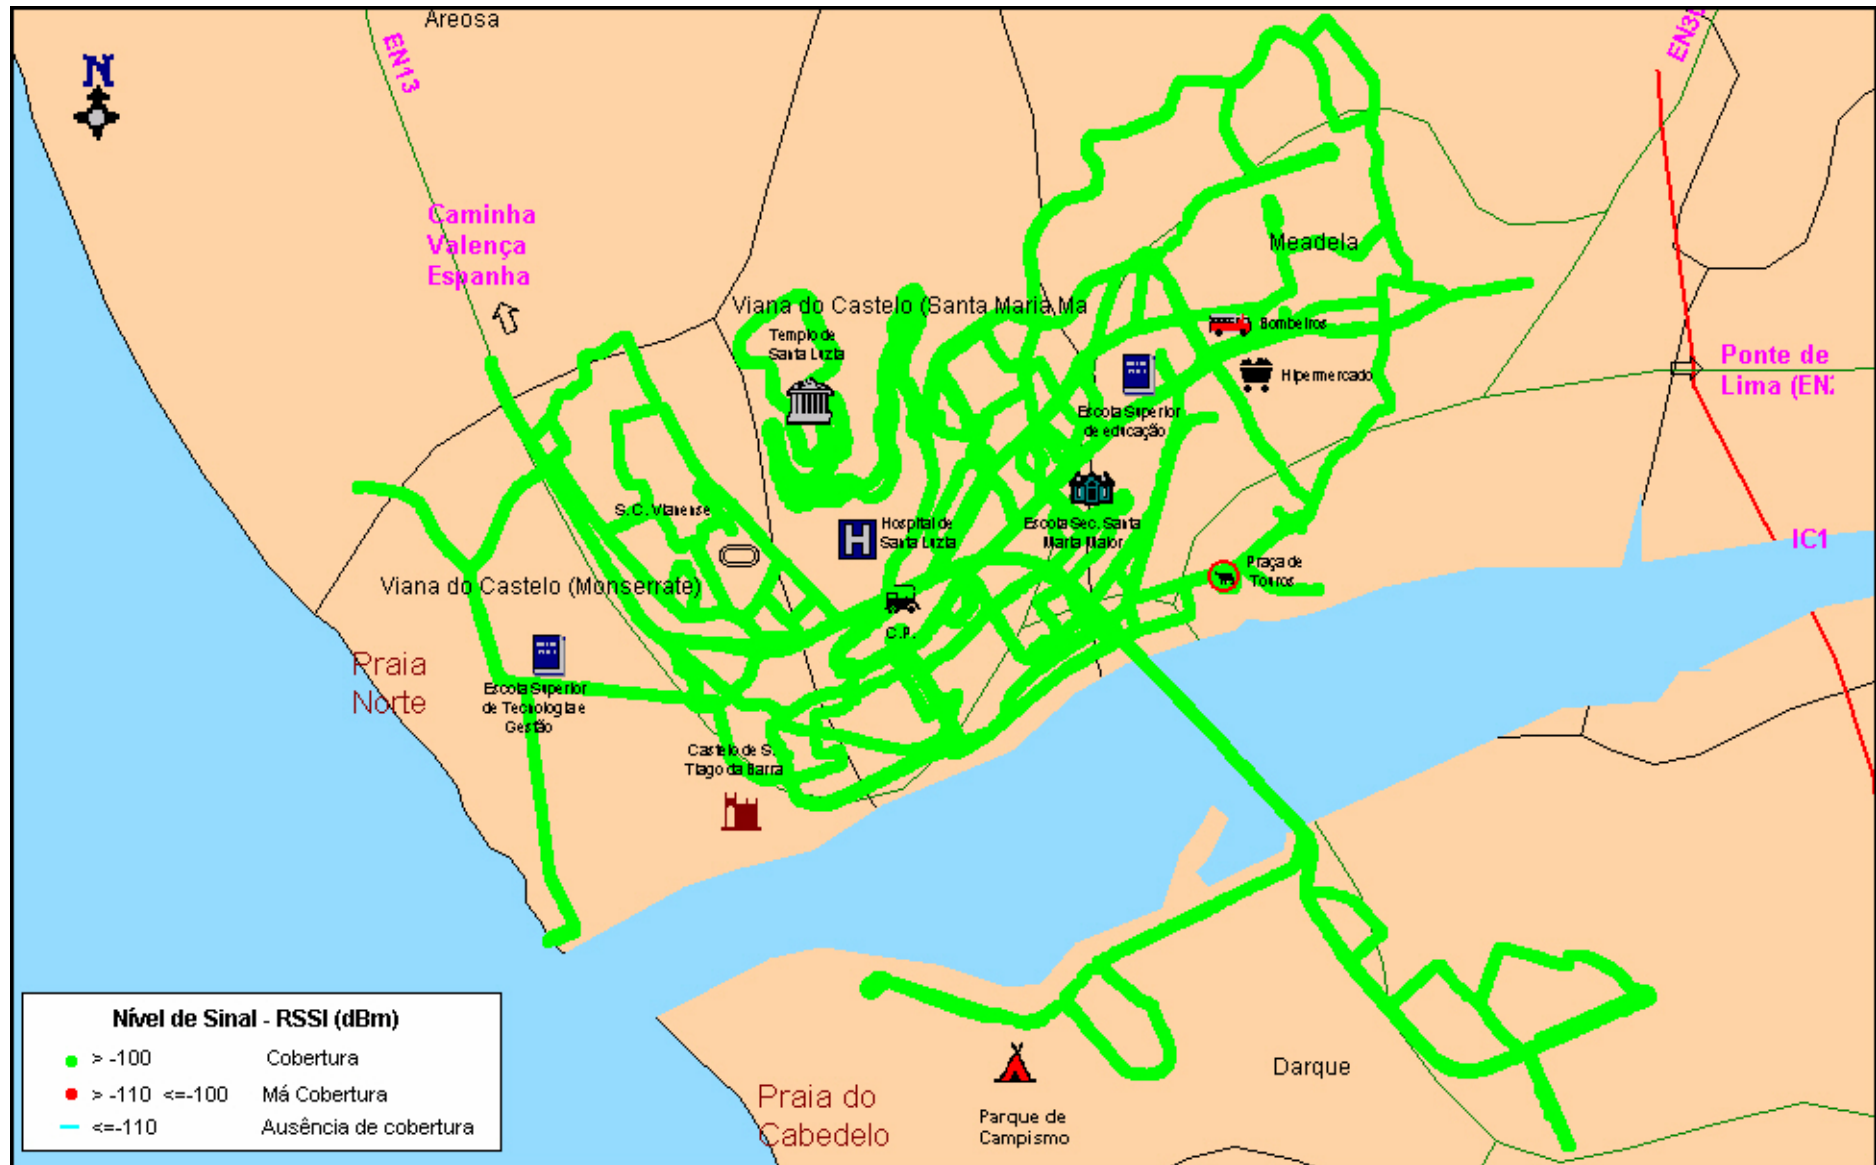 Areosa
N
EN13
EN30
Caminha
Valença
Espanha
Meadela
Viana do Castelo (Santa Maria Ma
Templo de
Santa Luzia
Bombeiros
Hipermercado
Ponte de
Lima (EN2
Escola Superior
de educação
S.C. Vianense
H
Hospital de
Santa Luzia
Escola Sec. Santa
Maria Maior
IC1
Praça de
Touros
Viana do Castelo (Monserrate)
C.P.
Praia
Norte
Escola Superior
de Tecnologia e
Gestão
Castelo de S.
Tiago da Barra
Nível de Sinal - RSSI (dBm)
> -100 Cobertura
> -110 <=-100 Má Cobertura
<=-110 Ausência de cobertura
Darque
Praia do
Cabedelo
Parque de
Campismo